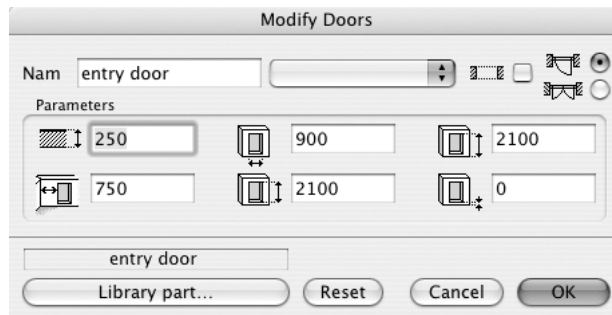 Modify Doors
Nam entry door
Parameters
250 900 2100
750 2100 0
entry door
Library part... Reset Cancel OK